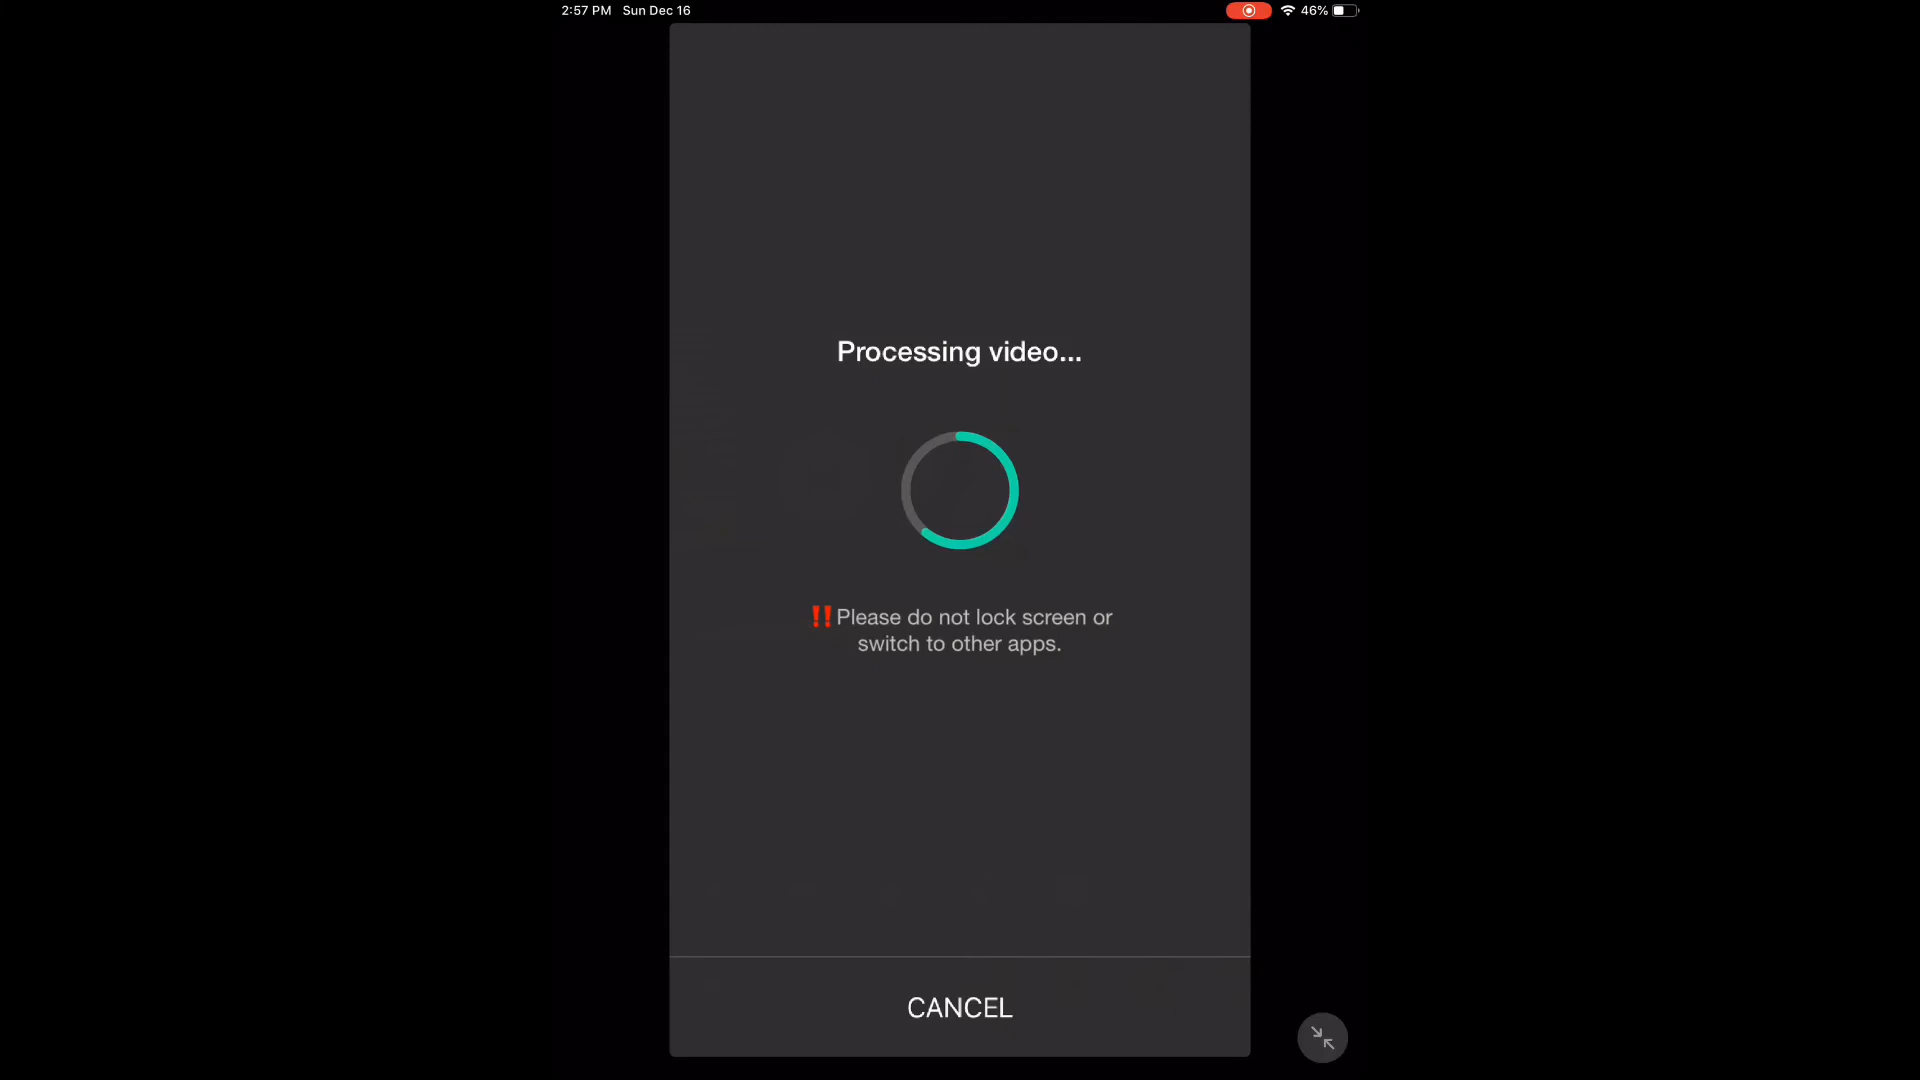 2:57 PM Sun Dec 16 46%
Processing video...
‼️Please do not lock screen or
switch to other apps.
CANCEL